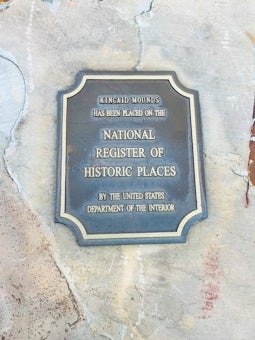 KINCAID MOUNDS
HAS BEEN PLACED ON THE
NATIONAL
REGISTER OF
HISTORIC PLACES
BY THE UNITED STATES
DEPARTMENT OF THE INTERIOR